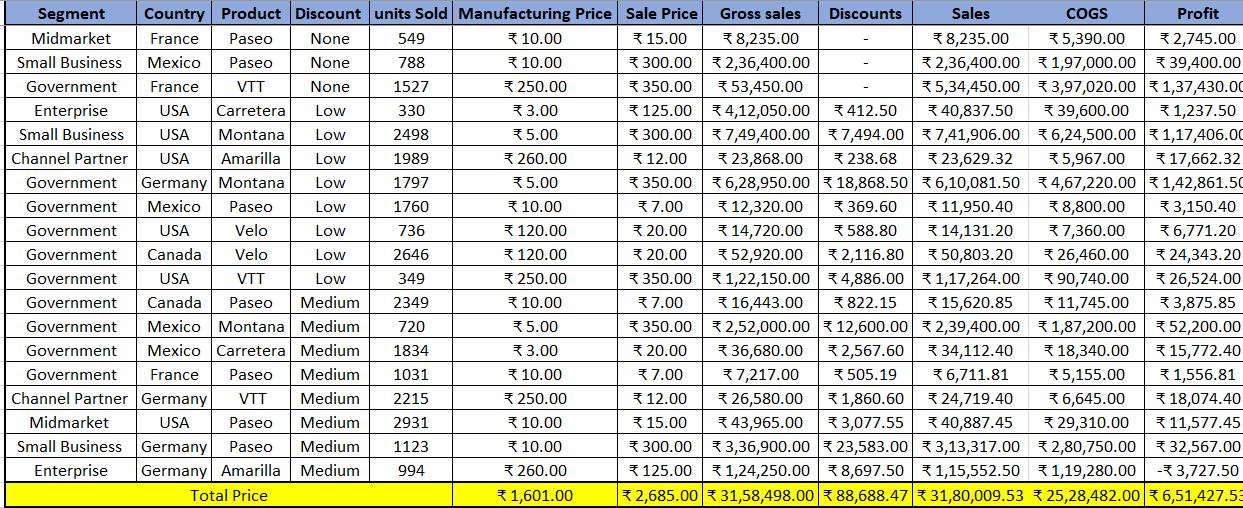 Segment Country Product Discount units Sold Manufacturing Price Sale Price Gross sales Discounts Sales COGS Profit
Midmarket France Paseo None 549 ₹ 10.00 ₹ 15.00 ₹ 8,235.00 - ₹ 8,235.00 ₹ 5,390.00 ₹ 2,745.00
Small Business Mexico Paseo None 788 ₹ 10.00 ₹ 300.00 ₹ 2,36,400.00 - ₹ 2,36,400.00 ₹ 1,97,000.00 ₹ 39,400.00
Government France VTT None 1527 ₹ 250.00 ₹ 350.00 ₹ 53,450.00 - ₹ 5,34,450.00 ₹ 3,97,020.00 ₹ 1,37,430.00
Enterprise USA Carretera Low 330 ₹ 3.00 ₹ 125.00 ₹ 4,12,050.00 ₹ 412.50 ₹ 40,837.50 ₹ 39,600.00 ₹ 1,237.50
Small Business USA Montana Low 2498 ₹ 5.00 ₹ 300.00 ₹ 7,49,400.00 ₹ 7,494.00 ₹ 7,41,906.00 ₹ 6,24,500.00 ₹ 1,17,406.00
Channel Partner USA Amarilla Low 1989 ₹ 260.00 ₹ 12.00 ₹ 23,868.00 ₹ 238.68 ₹ 23,629.32 ₹ 5,967.00 ₹ 17,662.32
Government Germany Montana Low 1797 ₹ 5.00 ₹ 350.00 ₹ 6,28,950.00 ₹ 18,868.50 ₹ 6,10,081.50 ₹ 4,67,220.00 ₹ 1,42,861.50
Government Mexico Paseo Low 1760 ₹ 10.00 ₹ 7.00 ₹ 12,320.00 ₹ 369.60 ₹ 11,950.40 ₹ 8,800.00 ₹ 3,150.40
Government USA Velo Low 736 ₹ 120.00 ₹ 20.00 ₹ 14,720.00 ₹ 588.80 ₹ 14,131.20 ₹ 7,360.00 ₹ 6,771.20
Government Canada Velo Low 2646 ₹ 120.00 ₹ 20.00 ₹ 52,920.00 ₹ 2,116.80 ₹ 50,803.20 ₹ 26,460.00 ₹ 24,343.20
Government USA VTT Low 349 ₹ 250.00 ₹ 350.00 ₹ 1,22,150.00 ₹ 4,886.00 ₹ 1,17,264.00 ₹ 90,740.00 ₹ 26,524.00
Government Canada Paseo Medium 2349 ₹ 10.00 ₹ 7.00 ₹ 16,443.00 ₹ 822.15 ₹ 15,620.85 ₹ 11,745.00 ₹ 3,875.85
Government Mexico Montana Medium 720 ₹ 5.00 ₹ 350.00 ₹ 2,52,000.00 ₹ 12,600.00 ₹ 2,39,400.00 ₹ 1,87,200.00 ₹ 52,200.00
Government Mexico Carretera Medium 1834 ₹ 3.00 ₹ 20.00 ₹ 36,680.00 ₹ 2,567.60 ₹ 34,112.40 ₹ 18,340.00 ₹ 15,772.40
Government France Paseo Medium 1031 ₹ 10.00 ₹ 7.00 ₹ 7,217.00 ₹ 505.19 ₹ 6,711.81 ₹ 5,155.00 ₹ 1,556.81
Channel Partner Germany VTT Medium 2215 ₹ 250.00 ₹ 12.00 ₹ 26,580.00 ₹ 1,860.60 ₹ 24,719.40 ₹ 6,645.00 ₹ 18,074.40
Midmarket USA Paseo Medium 2931 ₹ 10.00 ₹ 15.00 ₹ 43,965.00 ₹ 3,077.55 ₹ 40,887.45 ₹ 29,310.00 ₹ 11,577.45
Small Business Germany Paseo Medium 1123 ₹ 10.00 ₹ 300.00 ₹ 3,36,900.00 ₹ 23,583.00 ₹ 3,13,317.00 ₹ 2,80,750.00 ₹ 32,567.00
Enterprise Germany Amarilla Medium 994 ₹ 260.00 ₹ 125.00 ₹ 1,24,250.00 ₹ 8,697.50 ₹ 1,15,552.50 ₹ 1,19,280.00 -₹ 3,727.50
Total Price ₹ 1,601.00 ₹ 2,685.00 ₹ 31,58,498.00 ₹ 88,688.47 ₹ 31,80,009.53 ₹ 25,28,482.00 ₹ 6,51,427.53